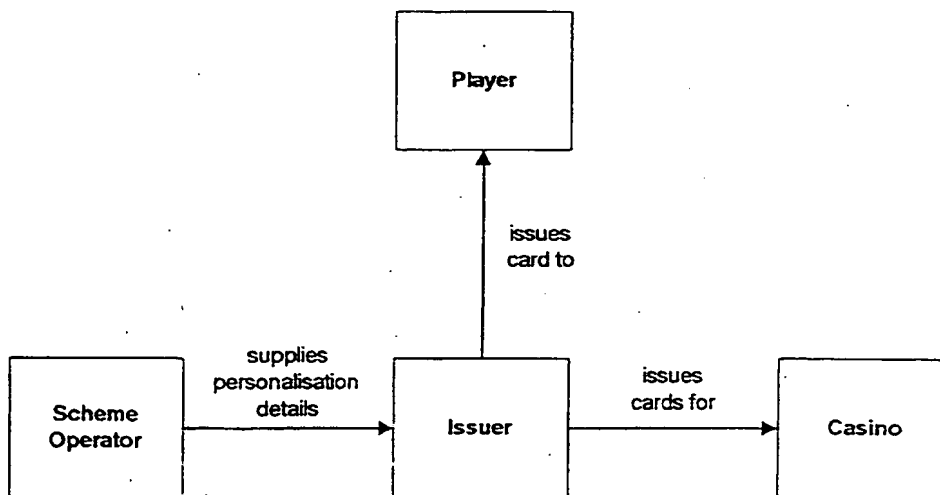 Player
issues
card to
supplies
personalisation
details
issues
cards for
Scheme
Operator
Issuer
Casino